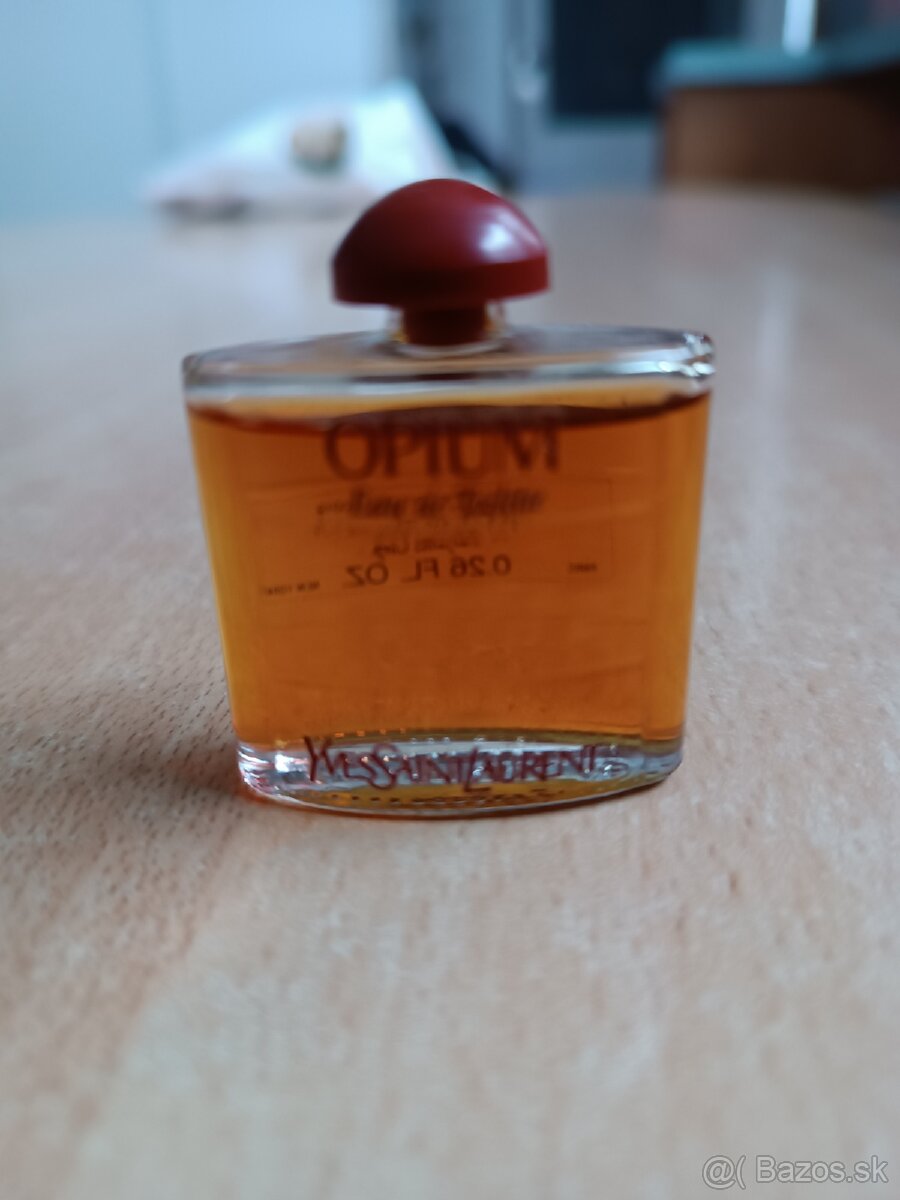 OPIUM
Eau de Toilette
0.26 FL OZ
YVESSAINTLAURENT
@( Bazos.sk